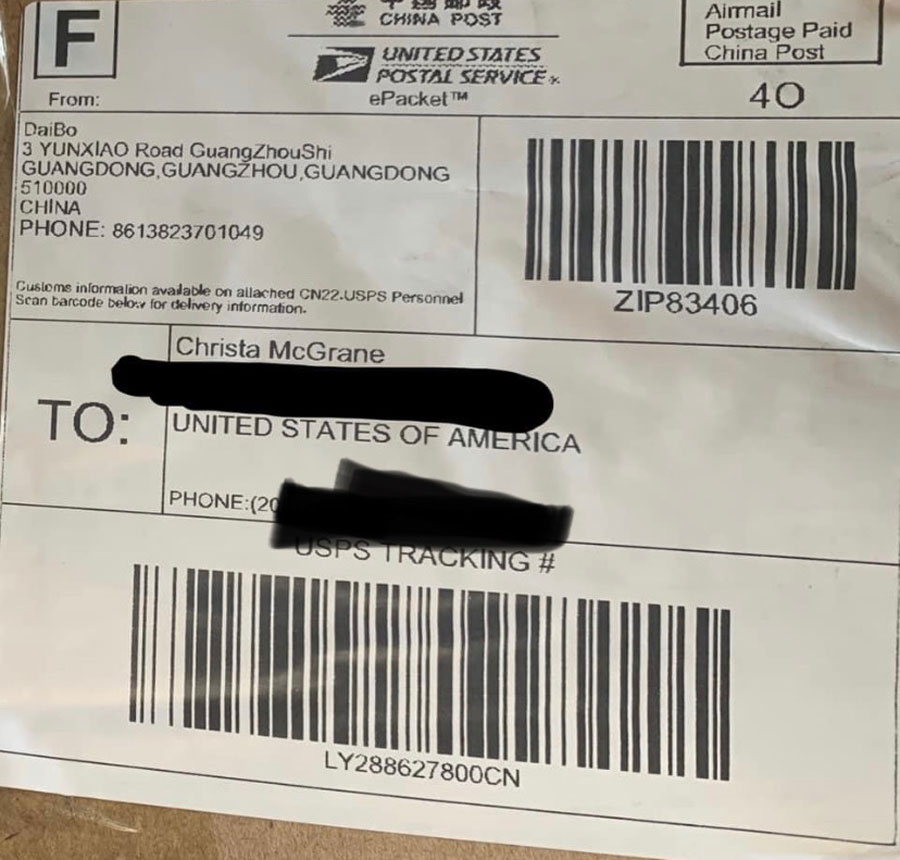 F
CHINA POST
UNITED STATES
POSTAL SERVICE
ePacket™
Airmail
Postage Paid
China Post
40
From:
DaiBo
3 YUNXIAO Road GuangZhouShi
GUANGDONG,GUANGZHOU,GUANGDONG
510000
CHINA
PHONE: 8613823701049
Customs information available on attached CN22.USPS Personnel
Scan barcode below for delivery information.
ZIP83406
TO:
Christa McGrane
UNITED STATES OF AMERICA
PHONE:(20
USPS TRACKING #
LY288627800CN